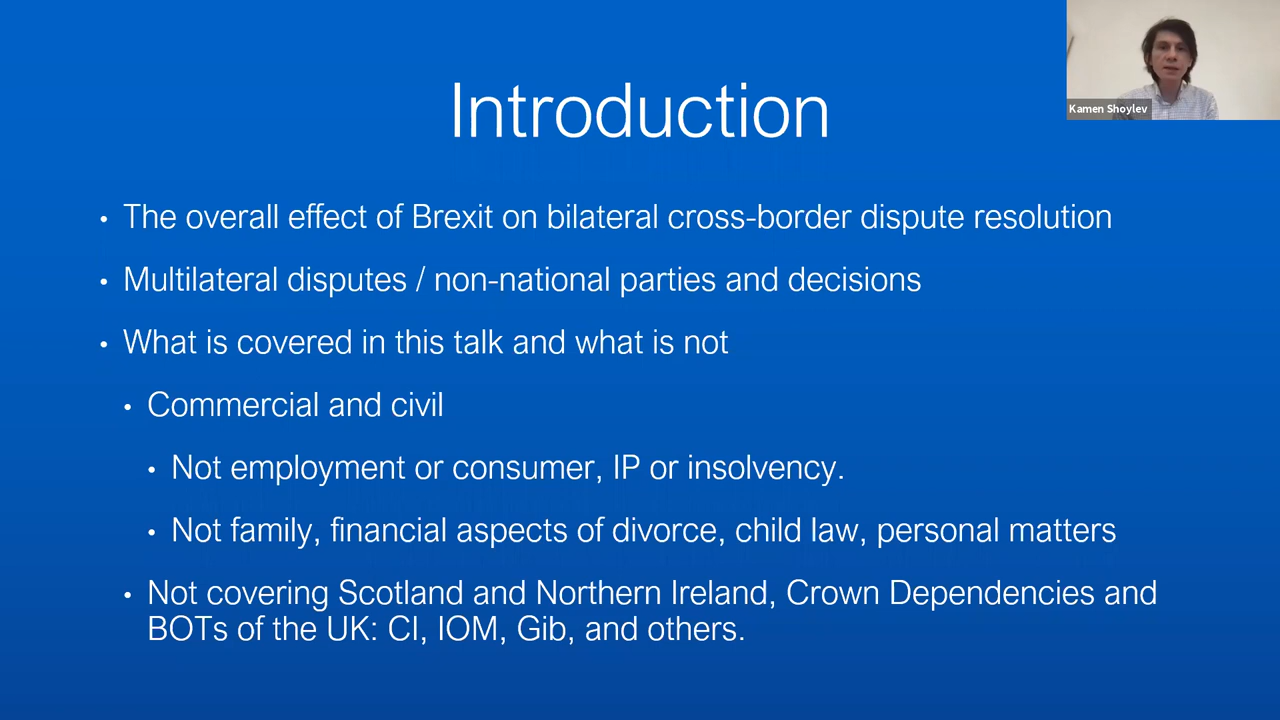 Kamen Shoylev
Introduction
• The overall effect of Brexit on bilateral cross-border dispute resolution
• Multilateral disputes / non-national parties and decisions
• What is covered in this talk and what is not
• Commercial and civil
• Not employment or consumer, IP or insolvency.
• Not family, financial aspects of divorce, child law, personal matters
• Not covering Scotland and Northern Ireland, Crown Dependencies and
BOTs of the UK: CI, IOM, Gib, and others.